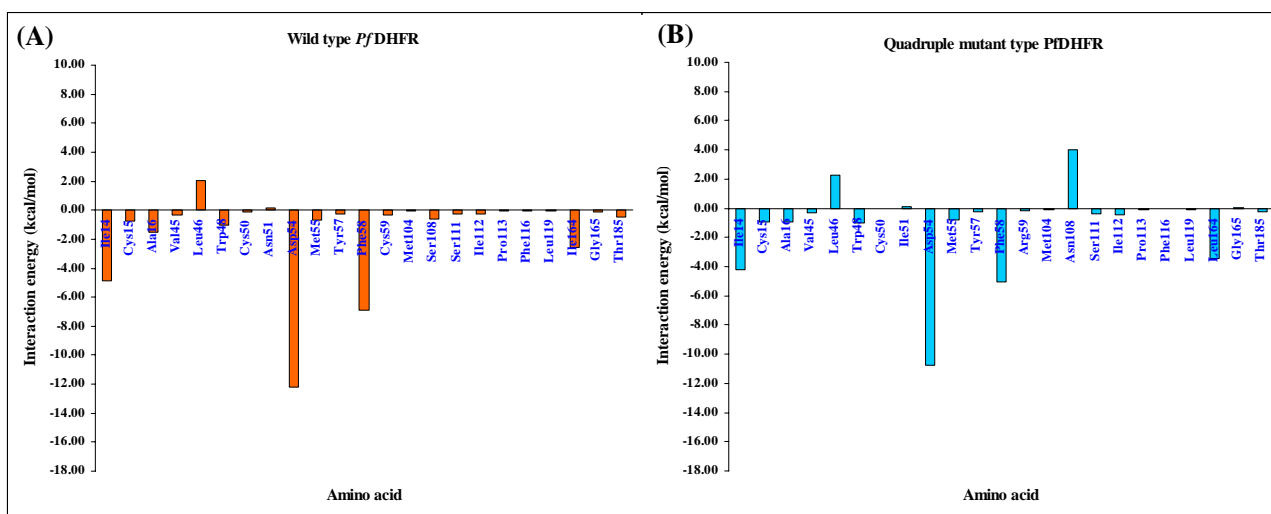 (A)
Wild type Pf DHFR
10.00
8.00
6.00
4.00
2.00
0.00
-2.00
-4.00
-6.00
-8.00
-10.00
-12.00
-14.00
-16.00
-18.00
Interaction energy (kcal/mol)
Ile14
Cys15
Ala16
Val45
Leu46
Trp48
Cys50
Asn51
Asp54
Met55
Tyr57
Phe58
Cys59
Met104
Ser108
Ser111
Ile112
Pro113
Phe116
Leu119
Ile164
Gly165
Thr185
Amino acid
(B)
Quadruple mutant type PfDHFR
10.00
8.00
6.00
4.00
2.00
0.00
-2.00
-4.00
-6.00
-8.00
-10.00
-12.00
-14.00
-16.00
-18.00
Interaction energy (kcal/mol)
Ile14
Cys15
Ala16
Val45
Leu46
Trp48
Cys50
Ile51
Asp54
Met55
Tyr57
Phe58
Arg59
Met104
Asn108
Ser111
Ile112
Pro113
Phe116
Leu119
Leu164
Gly165
Thr185
Amino acid